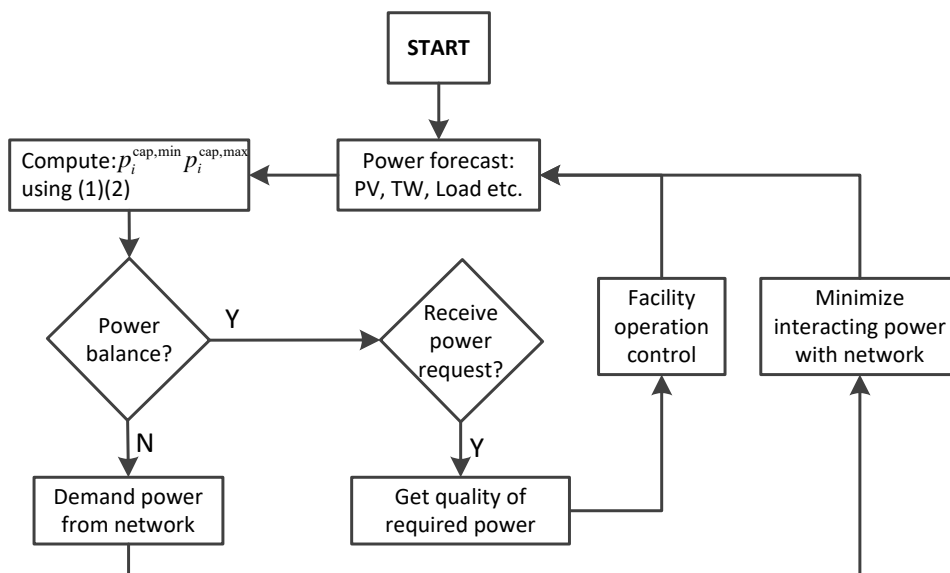 START
Power forecast:
PV, TW, Load etc.
Compute: p_i^{cap,min} p_i^{cap,max}
using (1)(2)
Power
balance?
Y
Receive
power
request?
Facility
operation
control
Minimize
interacting power
with network
N
Y
Demand power
from network
Get quality of
required power